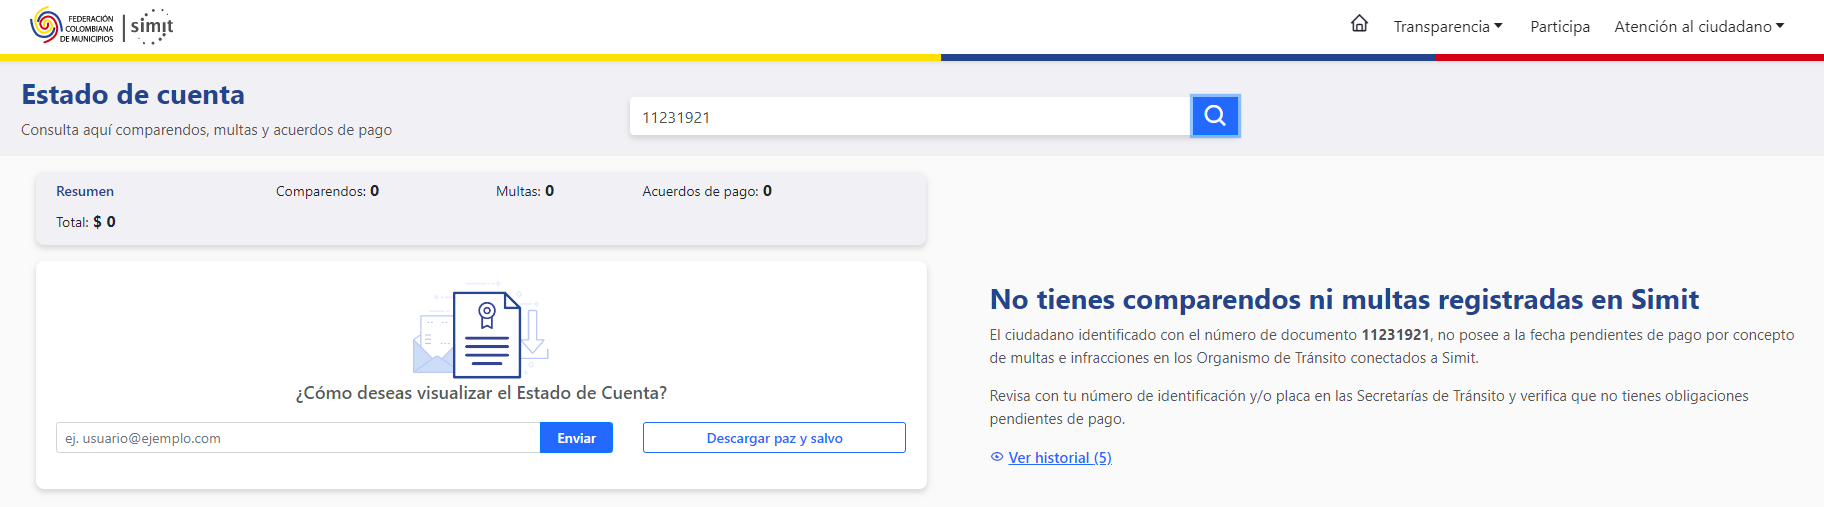 FEDERACIÓN
COLOMBIANA
DE MUNICIPIOS
simit
Transparencia
Participa
Atención al ciudadano
Estado de cuenta
Consulta aquí comparendos, multas y acuerdos de pago
11231921
Resumen
Comparendos: 0
Multas: 0
Acuerdos de pago: 0
Total: $ 0
¿Cómo deseas visualizar el Estado de Cuenta?
ej. usuario@ejemplo.com
Enviar
Descargar paz y salvo
No tienes comparendos ni multas registradas en Simit
El ciudadano identificado con el número de documento 11231921, no posee a la fecha pendientes de pago por concepto
de multas e infracciones en los Organismo de Tránsito conectados a Simit.
Revisa con tu número de identificación y/o placa en las Secretarías de Tránsito y verifica que no tienes obligaciones
pendientes de pago.
Ver historial (5)